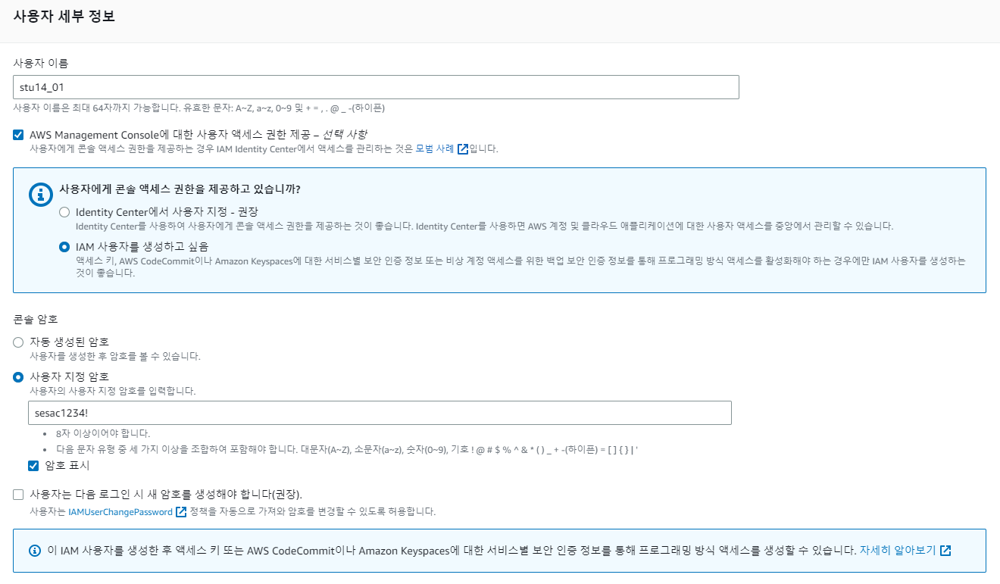 사용자 세부 정보
사용자 이름
stu14_01
사용자 이름은 최대 64자까지 가능합니다. 유효한 문자: A~Z, a~z, 0~9 및 + = , . @ _ -(하이픈)
AWS Management Console에 대한 사용자 액세스 권한 제공 – 선택 사항
사용자에게 콘솔 액세스 권한을 제공하는 경우 IAM Identity Center에서 액세스를 관리하는 것은 모범 사례입니다.
사용자에게 콘솔 액세스 권한을 제공하고 있습니까?
Identity Center에서 사용자 지정 - 권장
Identity Center를 사용하여 사용자에게 콘솔 액세스 권한을 제공하는 것이 좋습니다. Identity Center를 사용하면 AWS 계정 및 클라우드 애플리케이션에 대한 사용자 액세스를 중앙에서 관리할 수 있습니다.
IAM 사용자를 생성하고 싶음
액세스 키, AWS CodeCommit이나 Amazon Keyspaces에 대한 서비스별 보안 인증 정보 또는 비상 계정 액세스를 위한 백업 보안 인증 정보를 통해 프로그래밍 방식 액세스를 활성화해야 하는 경우에만 IAM 사용자를 생성하는
것이 좋습니다.
콘솔 암호
자동 생성된 암호
사용자를 생성한 후 암호를 볼 수 있습니다.
사용자 지정 암호
사용자의 사용자 지정 암호를 입력합니다.
sesac1234!
• 8자 이상이어야 합니다.
• 다음 문자 유형 중 세 가지 이상을 조합하여 포함해야 합니다. 대문자(A~Z), 소문자(a~z), 숫자(0~9), 기호 ! @ # $ % ^ & * ( ) _ + -(하이픈) = [ ] { } | '
암호 표시
사용자는 다음 로그인 시 새 암호를 생성해야 합니다(권장).
사용자는 IAMUserChangePassword 정책을 자동으로 가져와 암호를 변경할 수 있도록 허용합니다.
이 IAM 사용자를 생성한 후 액세스 키 또는 AWS CodeCommit이나 Amazon Keyspaces에 대한 서비스별 보안 인증 정보를 통해 프로그래밍 방식 액세스를 생성할 수 있습니다. 자세히 알아보기